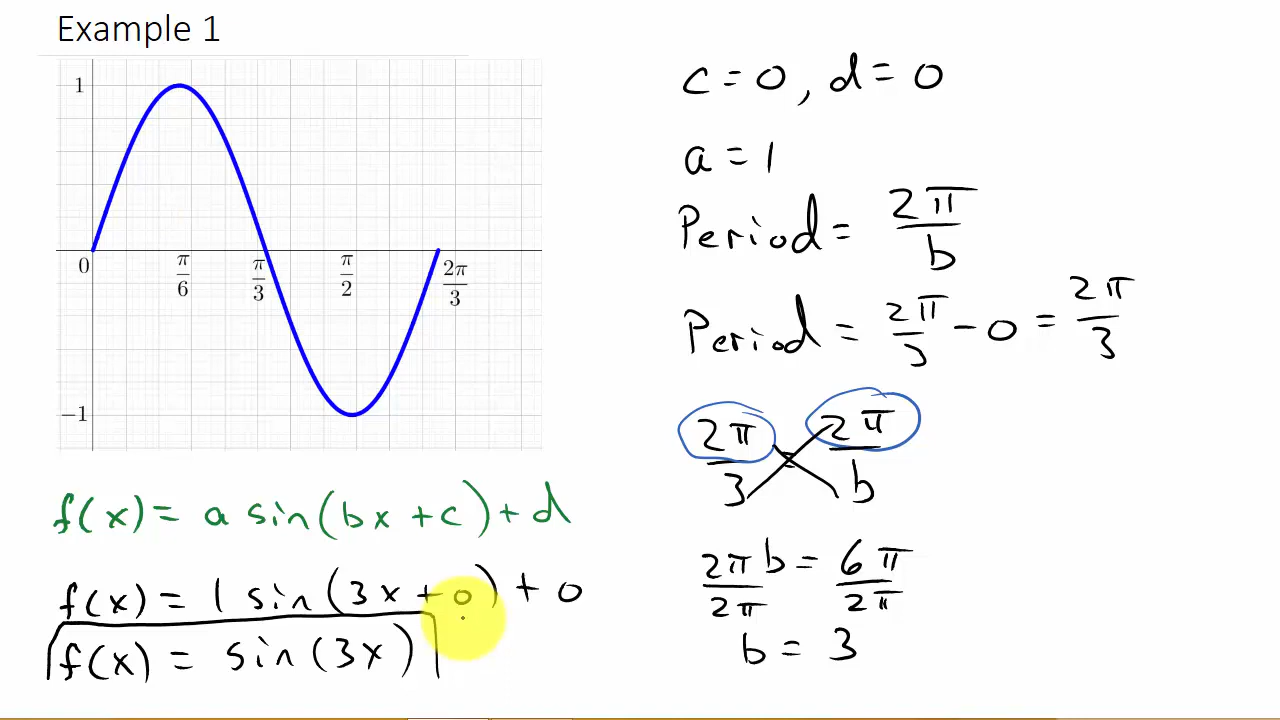 Example 1
1
0
π/6
π/3
π/2
2π/3
−1
f(x) = a sin(bx + c) + d
f(x) = 1 sin(3x + 0) + 0
f(x) = sin(3x)
c = 0, d = 0
a = 1
Period = 2π/b
Period = 2π/3 − 0 = 2π/3
2π/3 = 2π/b
2πb/2π = 6π/2π
b = 3